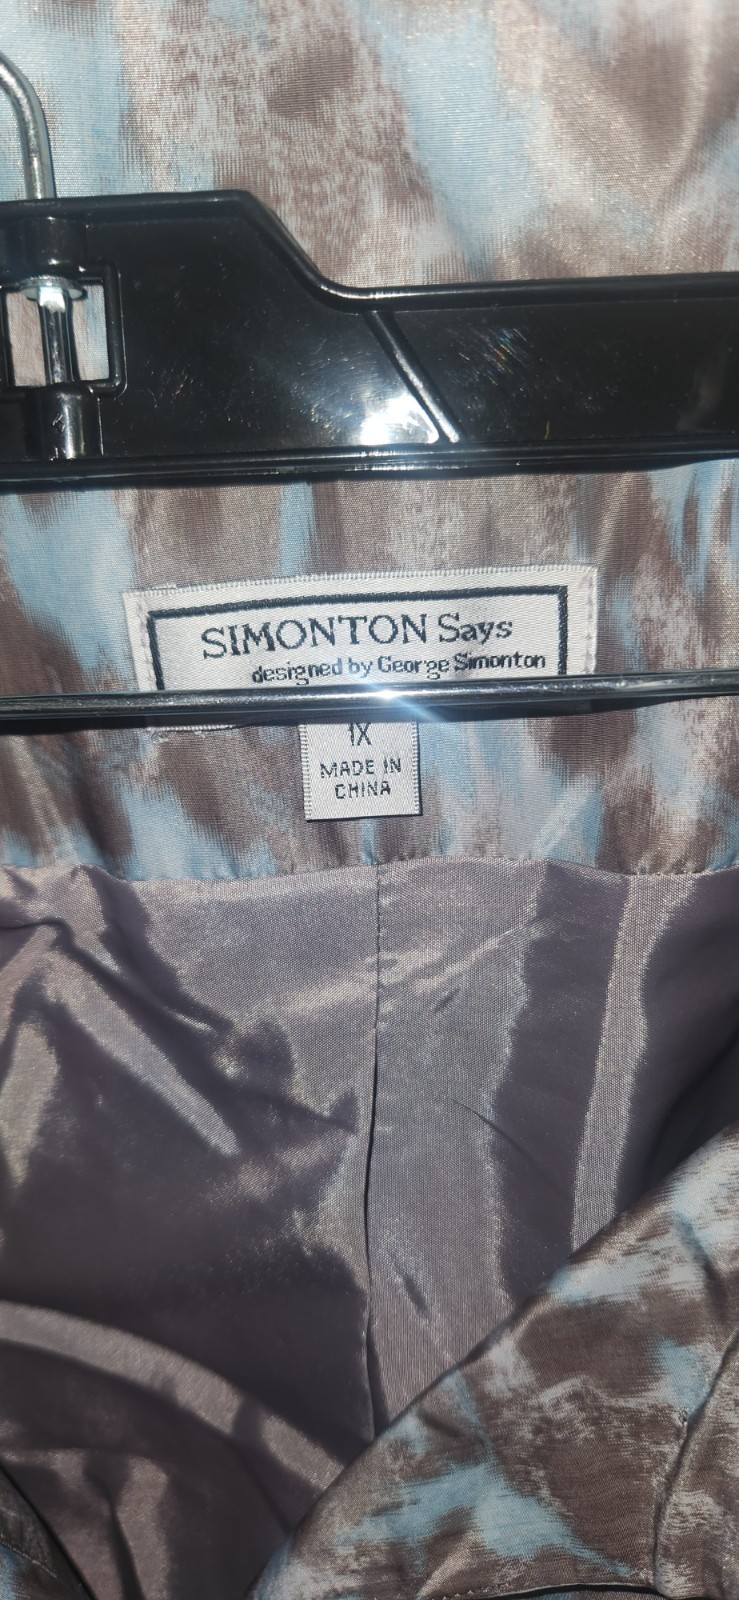 SIMONTON Says
designed by George Simonton
1X
MADE IN
CHINA